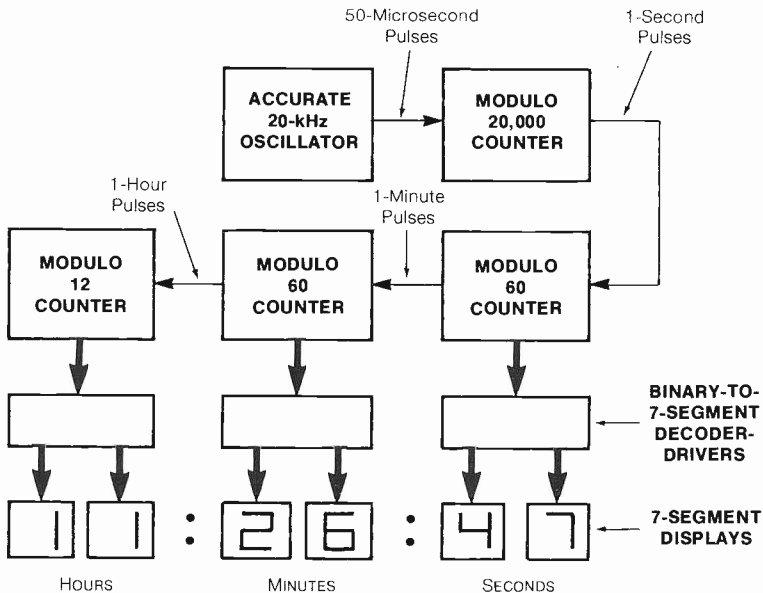 50-Microsecond
Pulses
1-Second
Pulses
ACCURATE
20-kHz
OSCILLATOR
MODULO
20,000
COUNTER
1-Hour
Pulses
1-Minute
Pulses
MODULO
12
COUNTER
MODULO
60
COUNTER
MODULO
60
COUNTER
BINARY-TO-
7-SEGMENT
DECODER-
DRIVERS
11:26:47
7-SEGMENT
DISPLAYS
HOURS
MINUTES
SECONDS